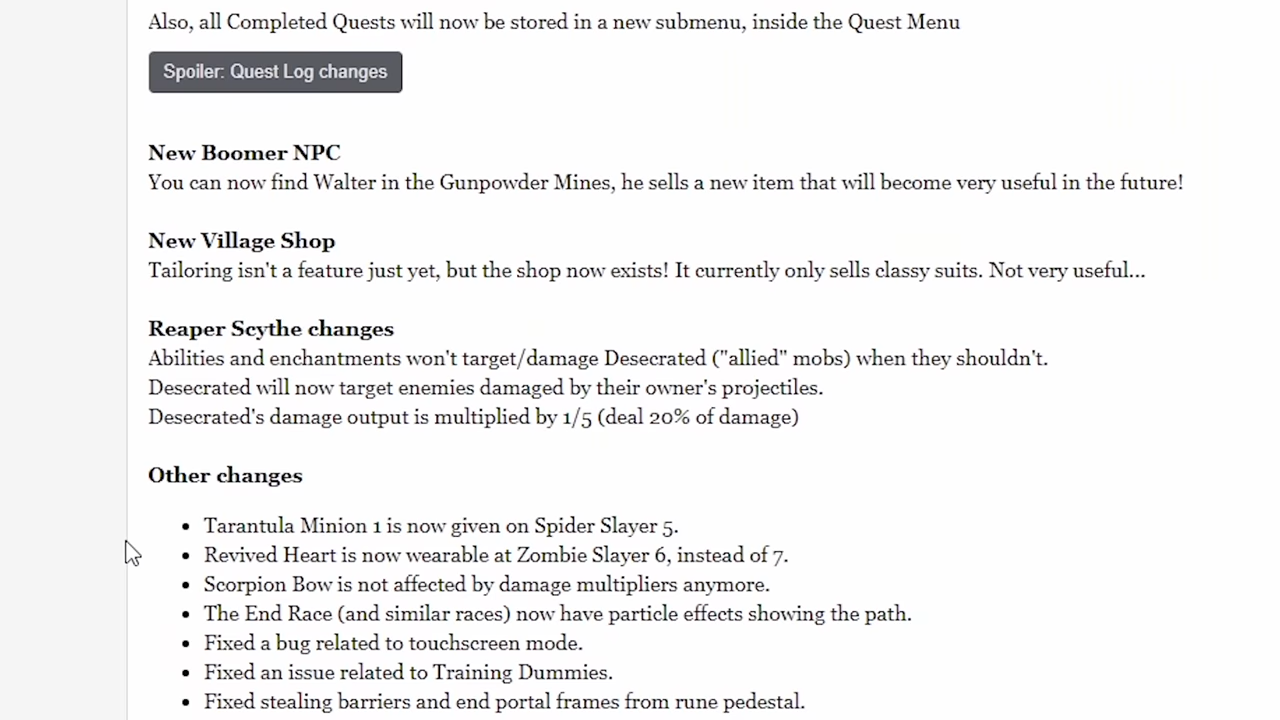 Also, all Completed Quests will now be stored in a new submenu, inside the Quest Menu
Spoiler: Quest Log changes
New Boomer NPC
You can now find Walter in the Gunpowder Mines, he sells a new item that will become very useful in the future!
New Village Shop
Tailoring isn't a feature just yet, but the shop now exists! It currently only sells classy suits. Not very useful...
Reaper Scythe changes
Abilities and enchantments won't target/damage Desecrated ("allied" mobs) when they shouldn't.
Desecrated will now target enemies damaged by their owner's projectiles.
Desecrated's damage output is multiplied by 1/5 (deal 20% of damage)
Other changes
• Tarantula Minion 1 is now given on Spider Slayer 5.
• Revived Heart is now wearable at Zombie Slayer 6, instead of 7.
• Scorpion Bow is not affected by damage multipliers anymore.
• The End Race (and similar races) now have particle effects showing the path.
• Fixed a bug related to touchscreen mode.
• Fixed an issue related to Training Dummies.
• Fixed stealing barriers and end portal frames from rune pedestal.